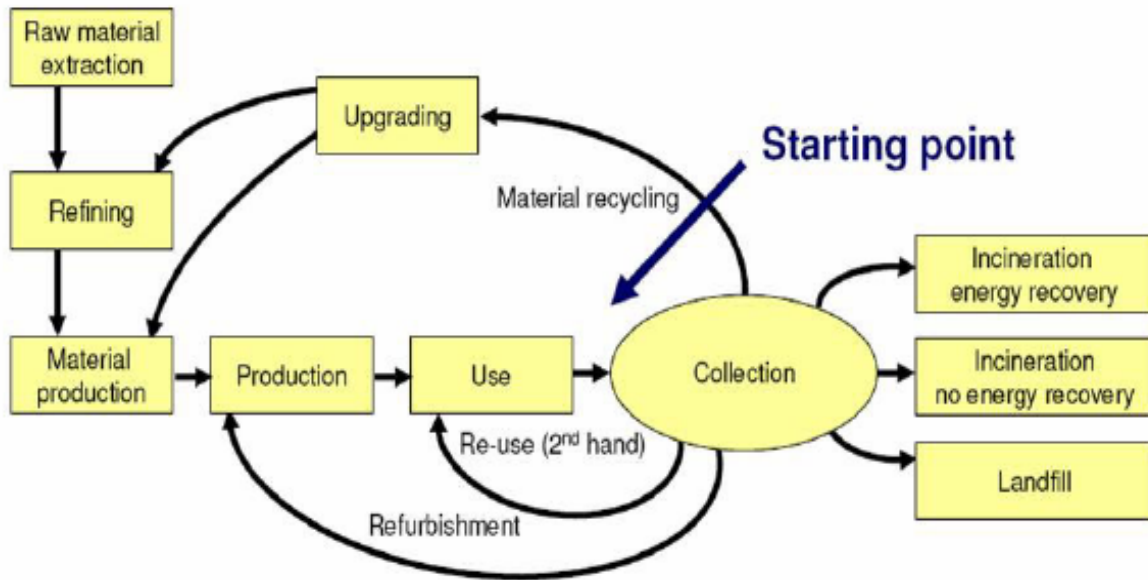 Raw material
extraction
Upgrading
Starting point
Material recycling
Refining
Incineration
energy recovery
Material
production
Production
Use
Collection
Incineration
no energy recovery
Re-use (2nd hand)
Landfill
Refurbishment